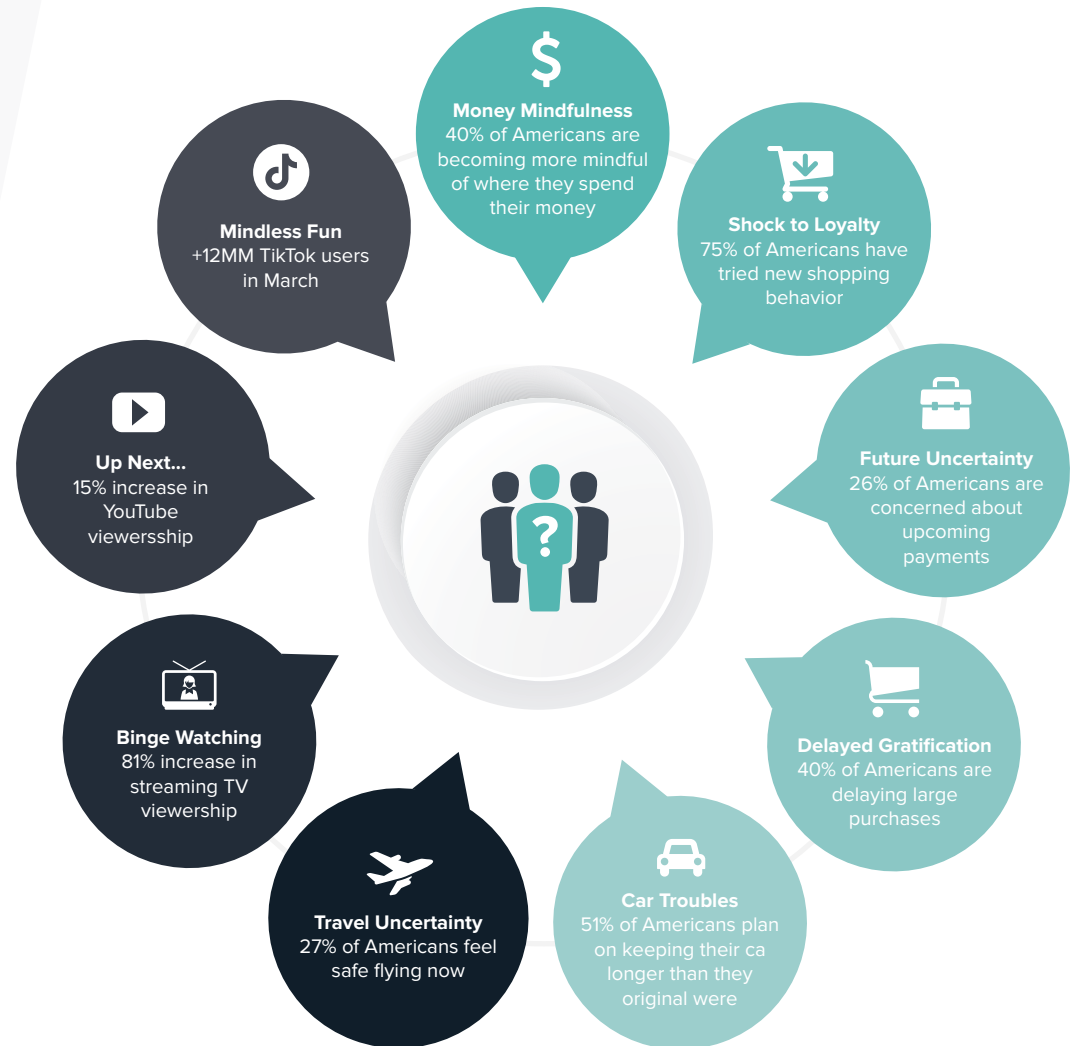 $
Money Mindfulness
40% of Americans are
becoming more mindful
of where they spend
their money
Shock to Loyalty
75% of Americans have
tried new shopping
behavior
Future Uncertainty
26% of Americans are
concerned about
upcoming
payments
Delayed Gratification
40% of Americans are
delaying large
purchases
Car Troubles
51% of Americans plan
on keeping their ca
longer than they
original were
Travel Uncertainty
27% of Americans feel
safe flying now
Binge Watching
81% increase in
streaming TV
viewership
Up Next...
15% increase in
YouTube
viewersship
Mindless Fun
+12MM TikTok users
in March
?